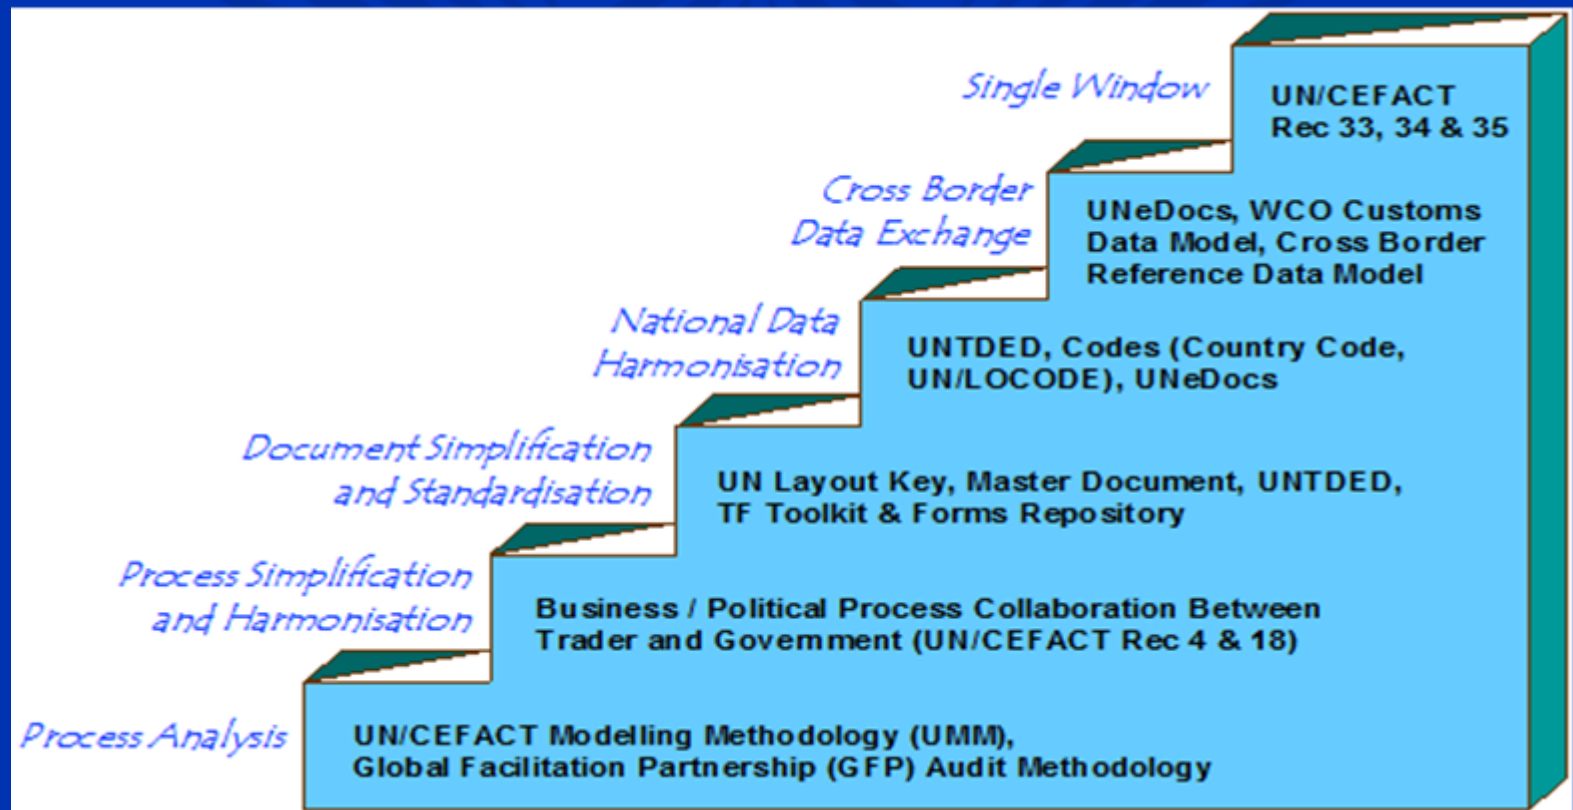 Single Window
UN/CEFACT
Rec 33, 34 & 35
Cross Border
Data Exchange
UNeDocs, WCO Customs
Data Model, Cross Border
Reference Data Model
National Data
Harmonisation
UNTDED, Codes (Country Code,
UN/LOCODE), UNeDocs
Document Simplification
and Standardisation
UN Layout Key, Master Document, UNTDED,
TF Toolkit & Forms Repository
Process Simplification
and Harmonisation
Business / Political Process Collaboration Between
Trader and Government (UN/CEFACT Rec 4 & 18)
Process Analysis
UN/CEFACT Modelling Methodology (UMM),
Global Facilitation Partnership (GFP) Audit Methodology